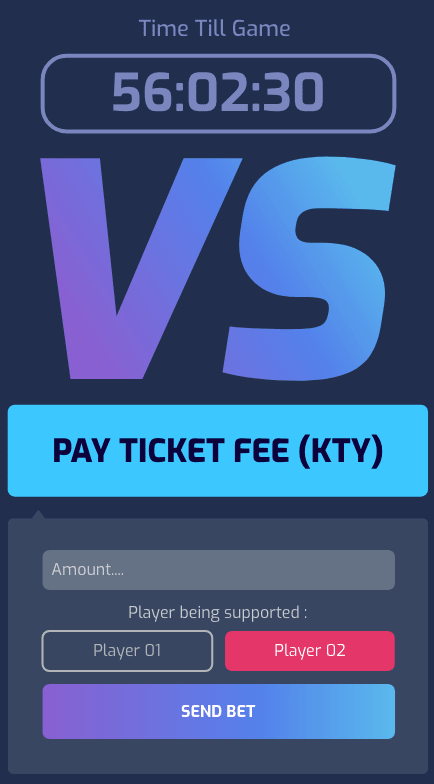 Time Till Game
56:02:30
VS
PAY TICKET FEE (KTY)
Amount....
Player being supported :
Player 01
Player 02
SEND BET